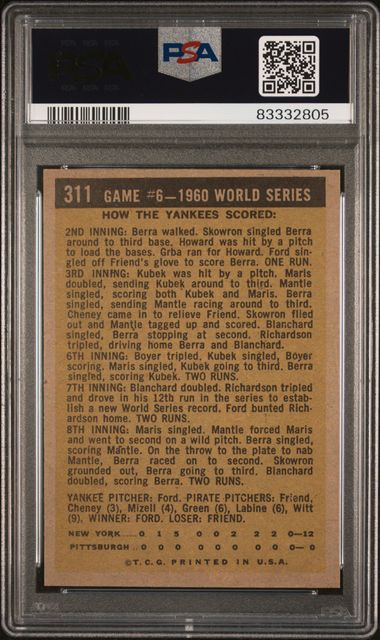 PSA
83332805
311 GAME #6—1960 WORLD SERIES
HOW THE YANKEES SCORED:
2ND INNING: Berra walked. Skowron singled Berra
around to third base. Howard was hit by a pitch
to load the bases. Grba ran for Howard. Ford sin-
gled off Friend's glove to score Berra. ONE RUN.
3RD INNING: Kubek was hit by a pitch. Maris
doubled, sending Kubek around to third. Mantle
singled, scoring both Kubek and Maris. Berra
singled, sending Mantle racing around to third.
Cheney came in to relieve Friend. Skowron flied
out and Mantle tagged up and scored. Blanchard
singled, Berra stopping at second. Richardson
tripled, driving home Berra and Blanchard.
6TH INNING: Boyer tripled. Kubek singled, Boyer
scoring. Maris singled, Kubek going to third. Berra
singled, scoring Kubek. TWO RUNS.
7TH INNING: Blanchard doubled. Richardson tripled
and drove in his 12th run in the series to estab-
lish a new World Series record. Ford bunted Rich-
ardson home. TWO RUNS.
8TH INNING: Maris singled. Mantle forced Maris
and went to second on a wild pitch. Berra singled,
scoring Mantle. On the throw to the plate to nab
Mantle, Berra raced on to second. Skowron
grounded out, Berra going to third. Blanchard
doubled, scoring Berra. TWO RUNS.
YANKEE PITCHER: Ford. PIRATE PITCHERS: Friend,
Cheney (3), Mizell (4), Green (6), Labine (6), Witt
(9). WINNER: FORD. LOSER: FRIEND.
NEW YORK ..... 0 1 5 0 0 2 2 2 0—12
PITTSBURGH ... 0 0 0 0 0 0 0 0 0— 0
©T.C.G. PRINTED IN U.S.A.